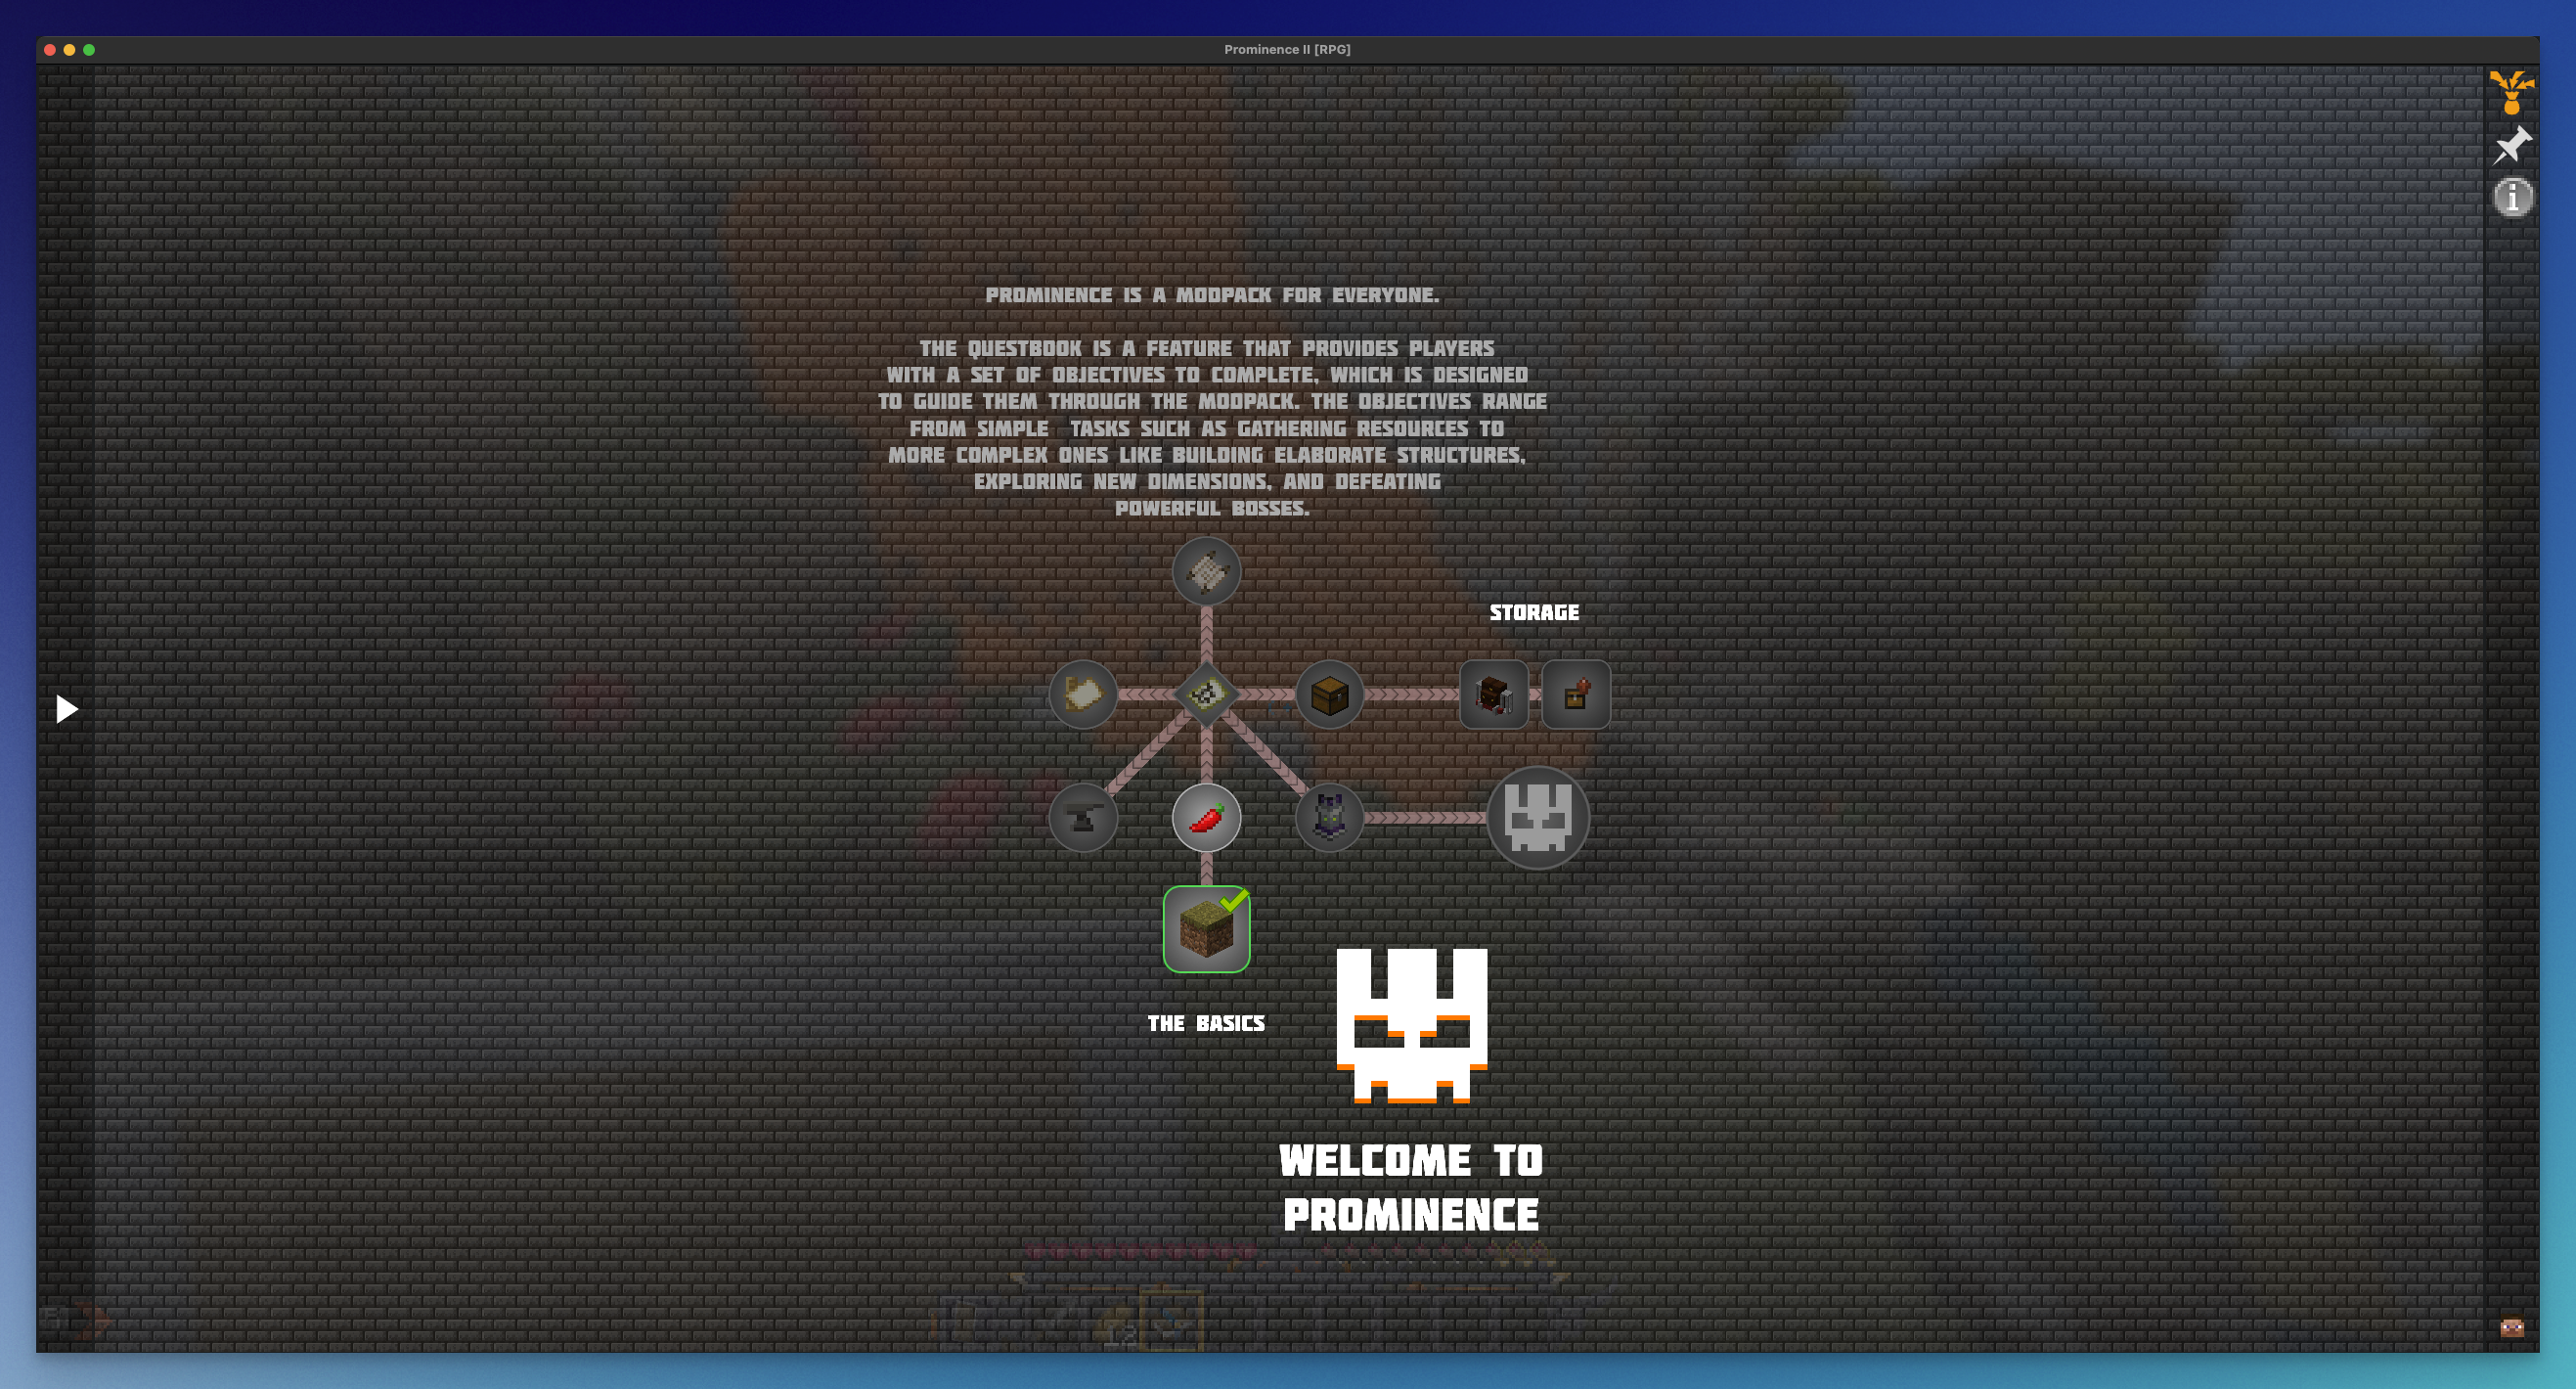 Prominence II [RPG]
PROMINENCE IS A MODPACK FOR EVERYONE.
THE QUESTBOOK IS A FEATURE THAT PROVIDES PLAYERS
WITH A SET OF OBJECTIVES TO COMPLETE, WHICH IS DESIGNED
TO GUIDE THEM THROUGH THE MODPACK. THE OBJECTIVES RANGE
FROM SIMPLE TASKS SUCH AS GATHERING RESOURCES TO
MORE COMPLEX ONES LIKE BUILDING ELABORATE STRUCTURES,
EXPLORING NEW DIMENSIONS, AND DEFEATING
POWERFUL BOSSES.
STORAGE
THE BASICS
WELCOME TO
PROMINENCE
12